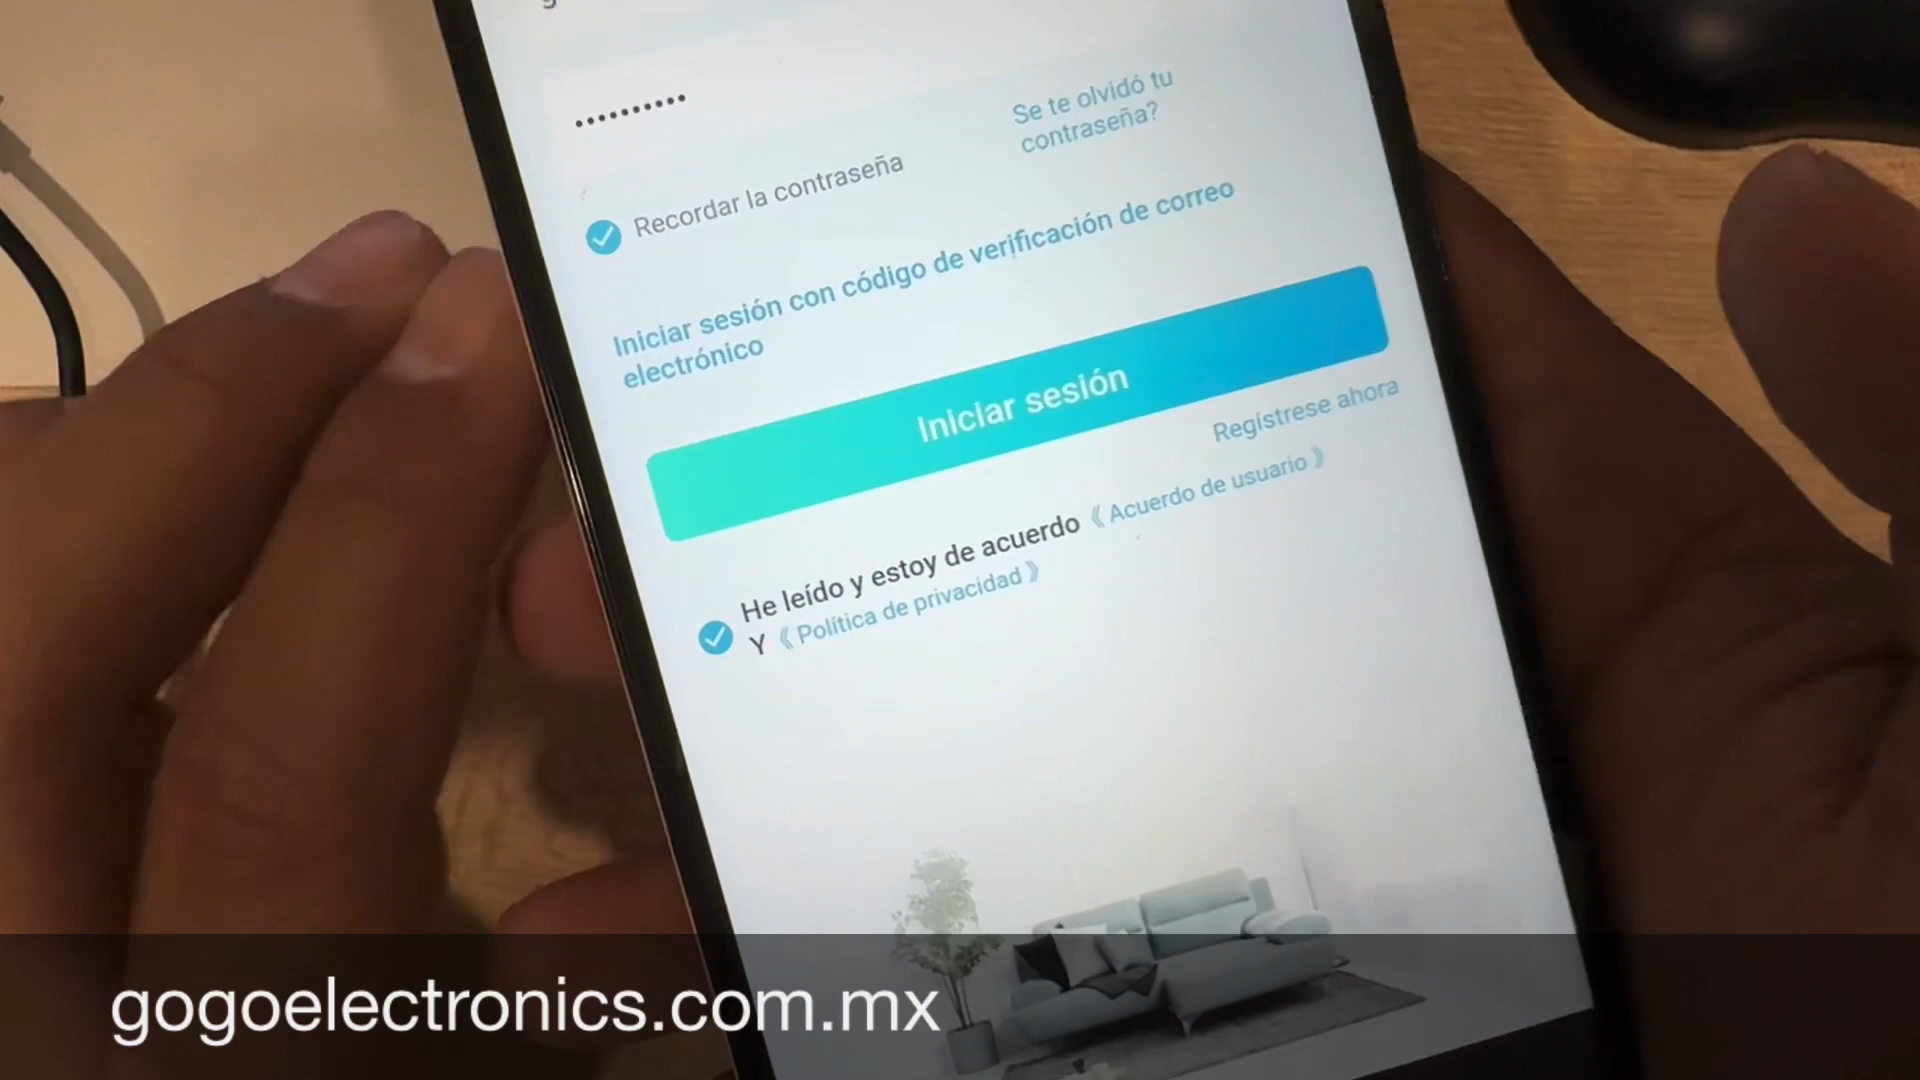 ••••••••••
Se te olvidó tu
contraseña?
Recordar la contraseña
Iniciar sesión con código de verificación de correo
electrónico
Iniciar sesión
Regístrese ahora
He leído y estoy de acuerdo《Acuerdo de usuario》
Y《Política de privacidad》
gogoelectronics.com.mx